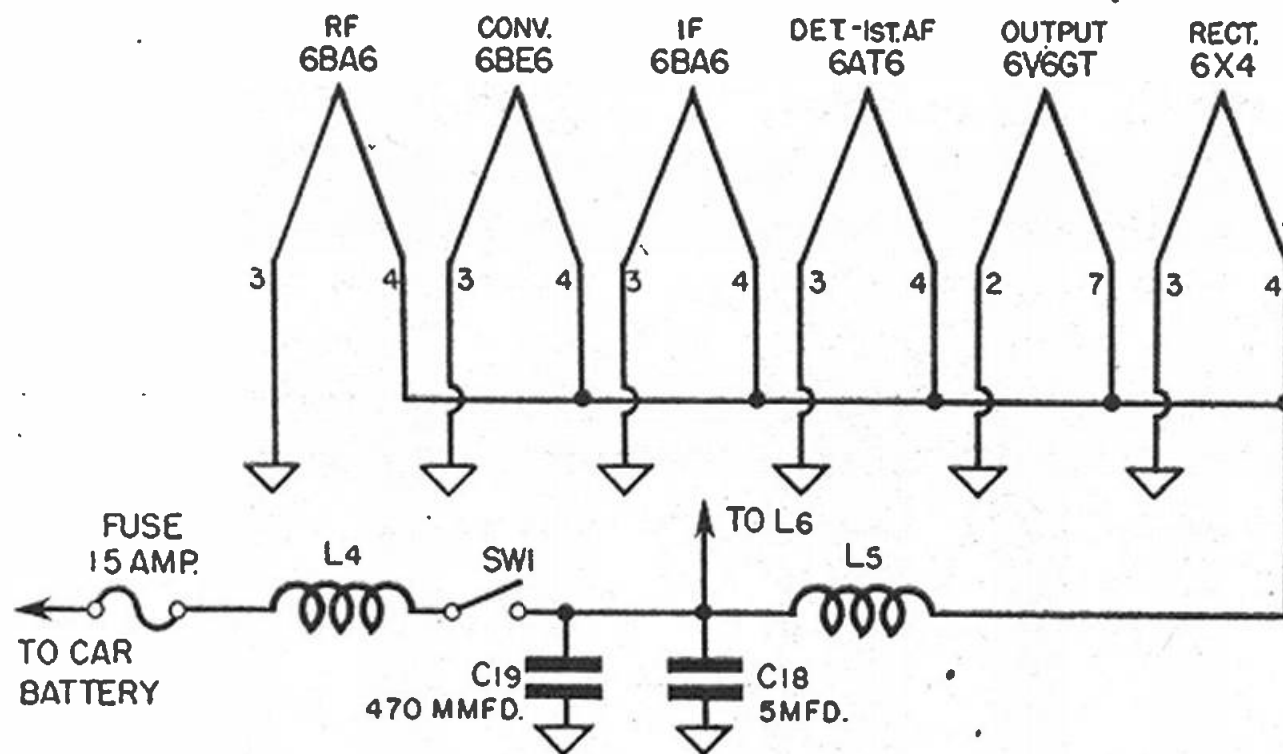 RF
6BA6
CONV.
6BE6
IF
6BA6
DET-1ST.AF
6AT6
OUTPUT
6V6GT
RECT.
6X4
3 4 3 4 3 4 3 4 2 7 3 4
FUSE
15 AMP.
L4
SW1
TO L6
L5
TO CAR
BATTERY
C19
470 MMFD.
C18
5MFD.